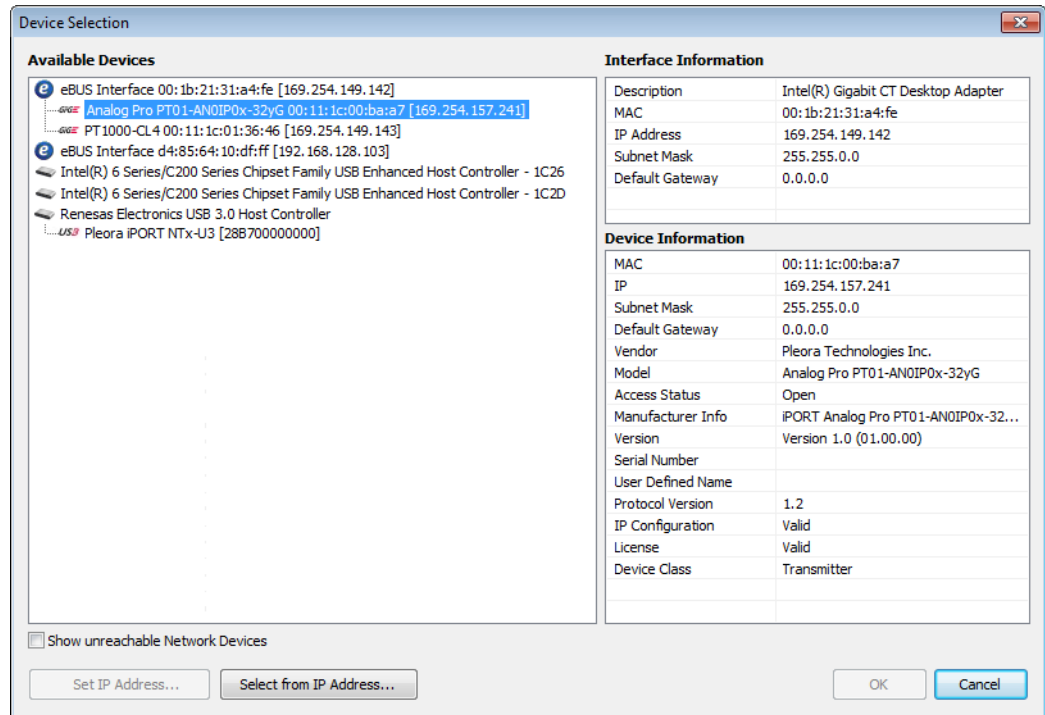 Device Selection
Available Devices
eBUS Interface 00:1b:21:31:a4:fe [169.254.149.142]
GIGE Analog Pro PT01-AN0IP0x-32yG 00:11:1c:00:ba:a7 [169.254.157.241]
GIGE PT1000-CL4 00:11:1c:01:36:46 [169.254.149.143]
eBUS Interface d4:85:64:10:df:ff [192.168.128.103]
Intel(R) 6 Series/C200 Series Chipset Family USB Enhanced Host Controller - 1C26
Intel(R) 6 Series/C200 Series Chipset Family USB Enhanced Host Controller - 1C2D
Renesas Electronics USB 3.0 Host Controller
USB Pleora iPORT NTx-U3 [28B700000000]
Show unreachable Network Devices
Set IP Address...
Select from IP Address...
Interface Information
Description Intel(R) Gigabit CT Desktop Adapter
MAC 00:1b:21:31:a4:fe
IP Address 169.254.149.142
Subnet Mask 255.255.0.0
Default Gateway 0.0.0.0
Device Information
MAC 00:11:1c:00:ba:a7
IP 169.254.157.241
Subnet Mask 255.255.0.0
Default Gateway 0.0.0.0
Vendor Pleora Technologies Inc.
Model Analog Pro PT01-AN0IP0x-32yG
Access Status Open
Manufacturer Info iPORT Analog Pro PT01-AN0IP0x-32...
Version Version 1.0 (01.00.00)
Serial Number
User Defined Name
Protocol Version 1.2
IP Configuration Valid
License Valid
Device Class Transmitter
OK
Cancel